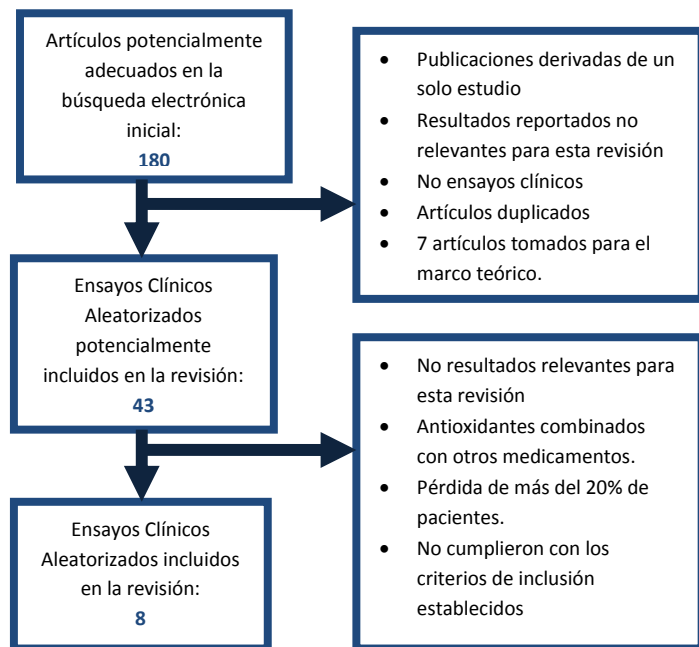 Artículos potencialmente
adecuados en la
búsqueda electrónica
inicial:
180
• Publicaciones derivadas de un
solo estudio
• Resultados reportados no
relevantes para esta revisión
• No ensayos clínicos
• Artículos duplicados
• 7 artículos tomados para el
marco teórico.
Ensayos Clínicos
Aleatorizados
potencialmente
incluidos en la revisión:
43
• No resultados relevantes para
esta revisión
• Antioxidantes combinados
con otros medicamentos.
• Pérdida de más del 20% de
pacientes.
• No cumplieron con los
criterios de inclusión
establecidos
Ensayos Clínicos
Aleatorizados incluidos
en la revisión:
8